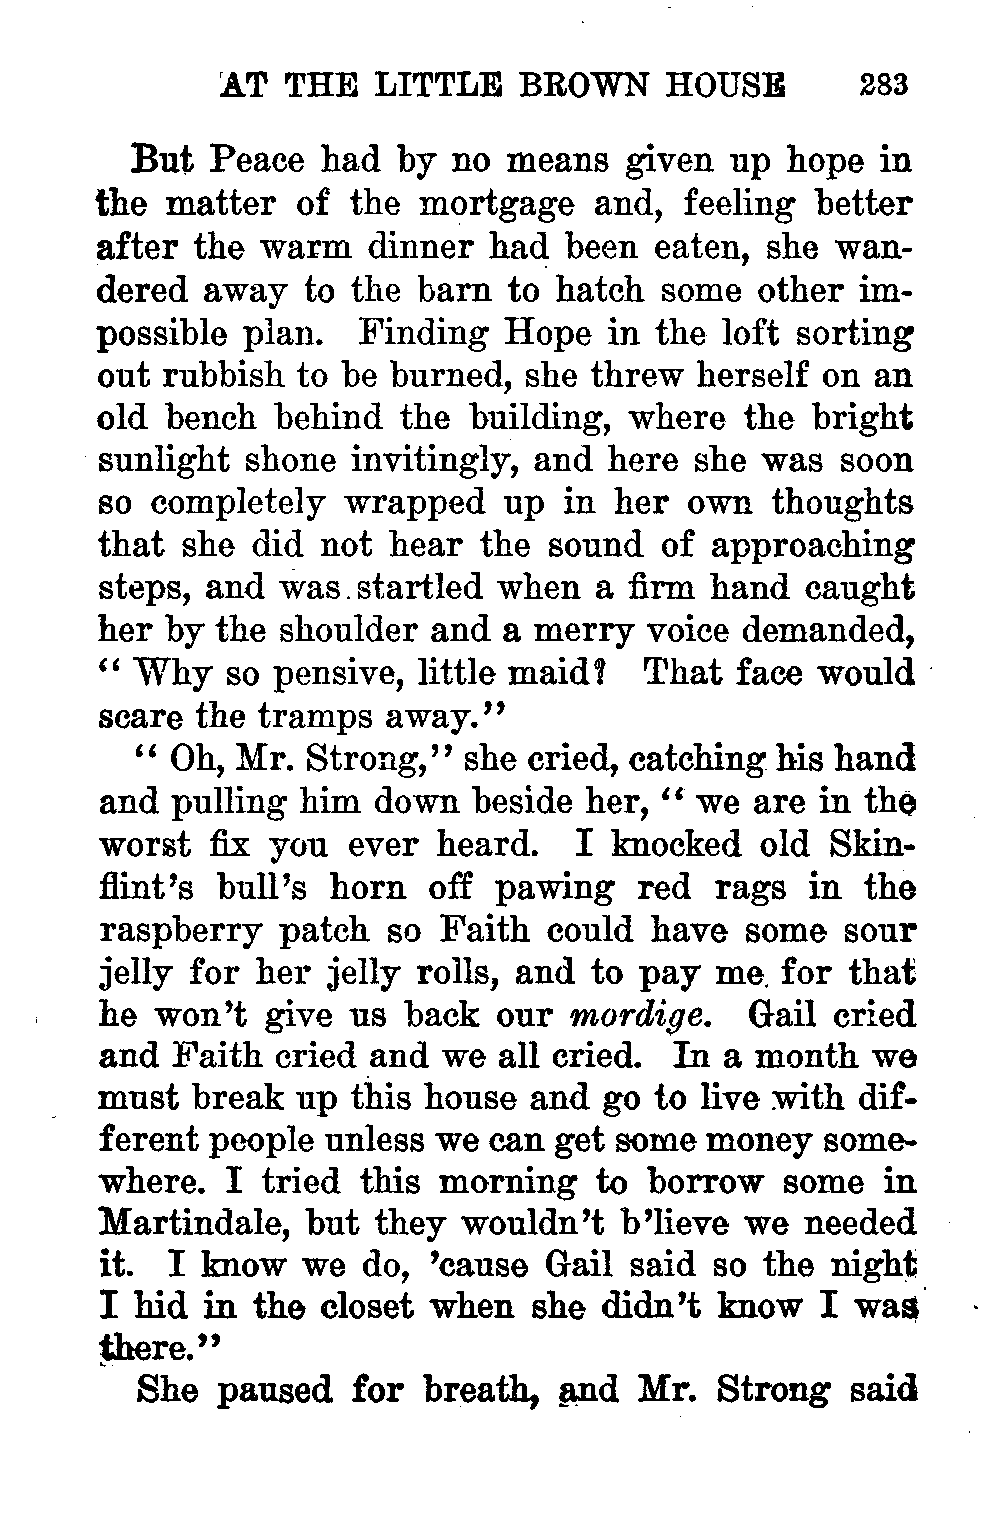 AT THE LITTLE BROWN HOUSE 283
But Peace had by no means given up hope in
the matter of the mortgage and, feeling better
after the warm dinner had been eaten, she wan-
dered away to the barn to hatch some other im-
possible plan. Finding Hope in the loft sorting
out rubbish to be burned, she threw herself on an
old bench behind the building, where the bright
sunlight shone invitingly, and here she was soon
so completely wrapped up in her own thoughts
that she did not hear the sound of approaching
steps, and was startled when a firm hand caught
her by the shoulder and a merry voice demanded,
“ Why so pensive, little maid? That face would
scare the tramps away.”
“ Oh, Mr. Strong,” she cried, catching his hand
and pulling him down beside her, “ we are in the
worst fix you ever heard. I knocked old Skin-
flint’s bull’s horn off pawing red rags in the
raspberry patch so Faith could have some sour
jelly for her jelly rolls, and to pay me for that
he won’t give us back our mordige. Gail cried
and Faith cried and we all cried. In a month we
must break up this house and go to live with dif-
ferent people unless we can get some money some-
where. I tried this morning to borrow some in
Martindale, but they wouldn’t b’lieve we needed
it. I know we do, ’cause Gail said so the night
I hid in the closet when she didn’t know I was
there.”
She paused for breath, and Mr. Strong said